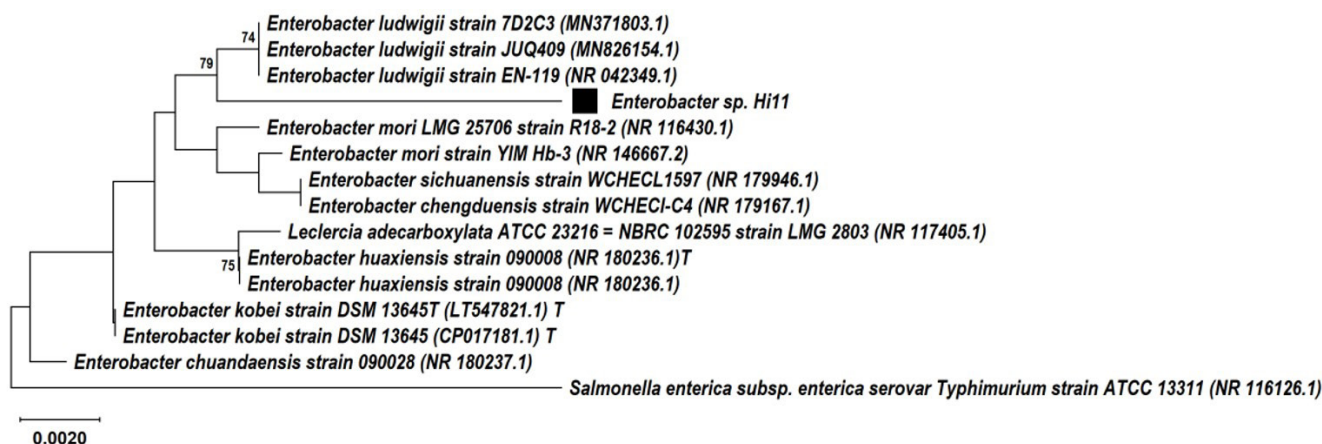 Enterobacter ludwigii strain 7D2C3 (MN371803.1)
74
Enterobacter ludwigii strain JUQ409 (MN826154.1)
79
Enterobacter ludwigii strain EN-119 (NR 042349.1)
Enterobacter sp. Hi11
Enterobacter mori LMG 25706 strain R18-2 (NR 116430.1)
Enterobacter mori strain YIM Hb-3 (NR 146667.2)
Enterobacter sichuanensis strain WCHECL1597 (NR 179946.1)
Enterobacter chengduensis strain WCHECl-C4 (NR 179167.1)
Leclercia adecarboxylata ATCC 23216 = NBRC 102595 strain LMG 2803 (NR 117405.1)
Enterobacter huaxiensis strain 090008 (NR 180236.1)T
75
Enterobacter huaxiensis strain 090008 (NR 180236.1)
Enterobacter kobei strain DSM 13645T (LT547821.1) T
Enterobacter kobei strain DSM 13645 (CP017181.1) T
Enterobacter chuandaensis strain 090028 (NR 180237.1)
Salmonella enterica subsp. enterica serovar Typhimurium strain ATCC 13311 (NR 116126.1)
0.0020